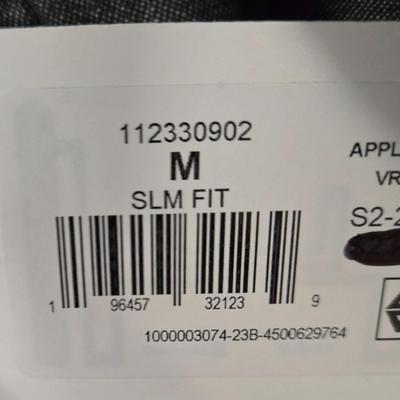 112330902
M
SLM FIT
APPL
VR
S2-2
1 96457 32123 9
1000003074-23B-4500629764